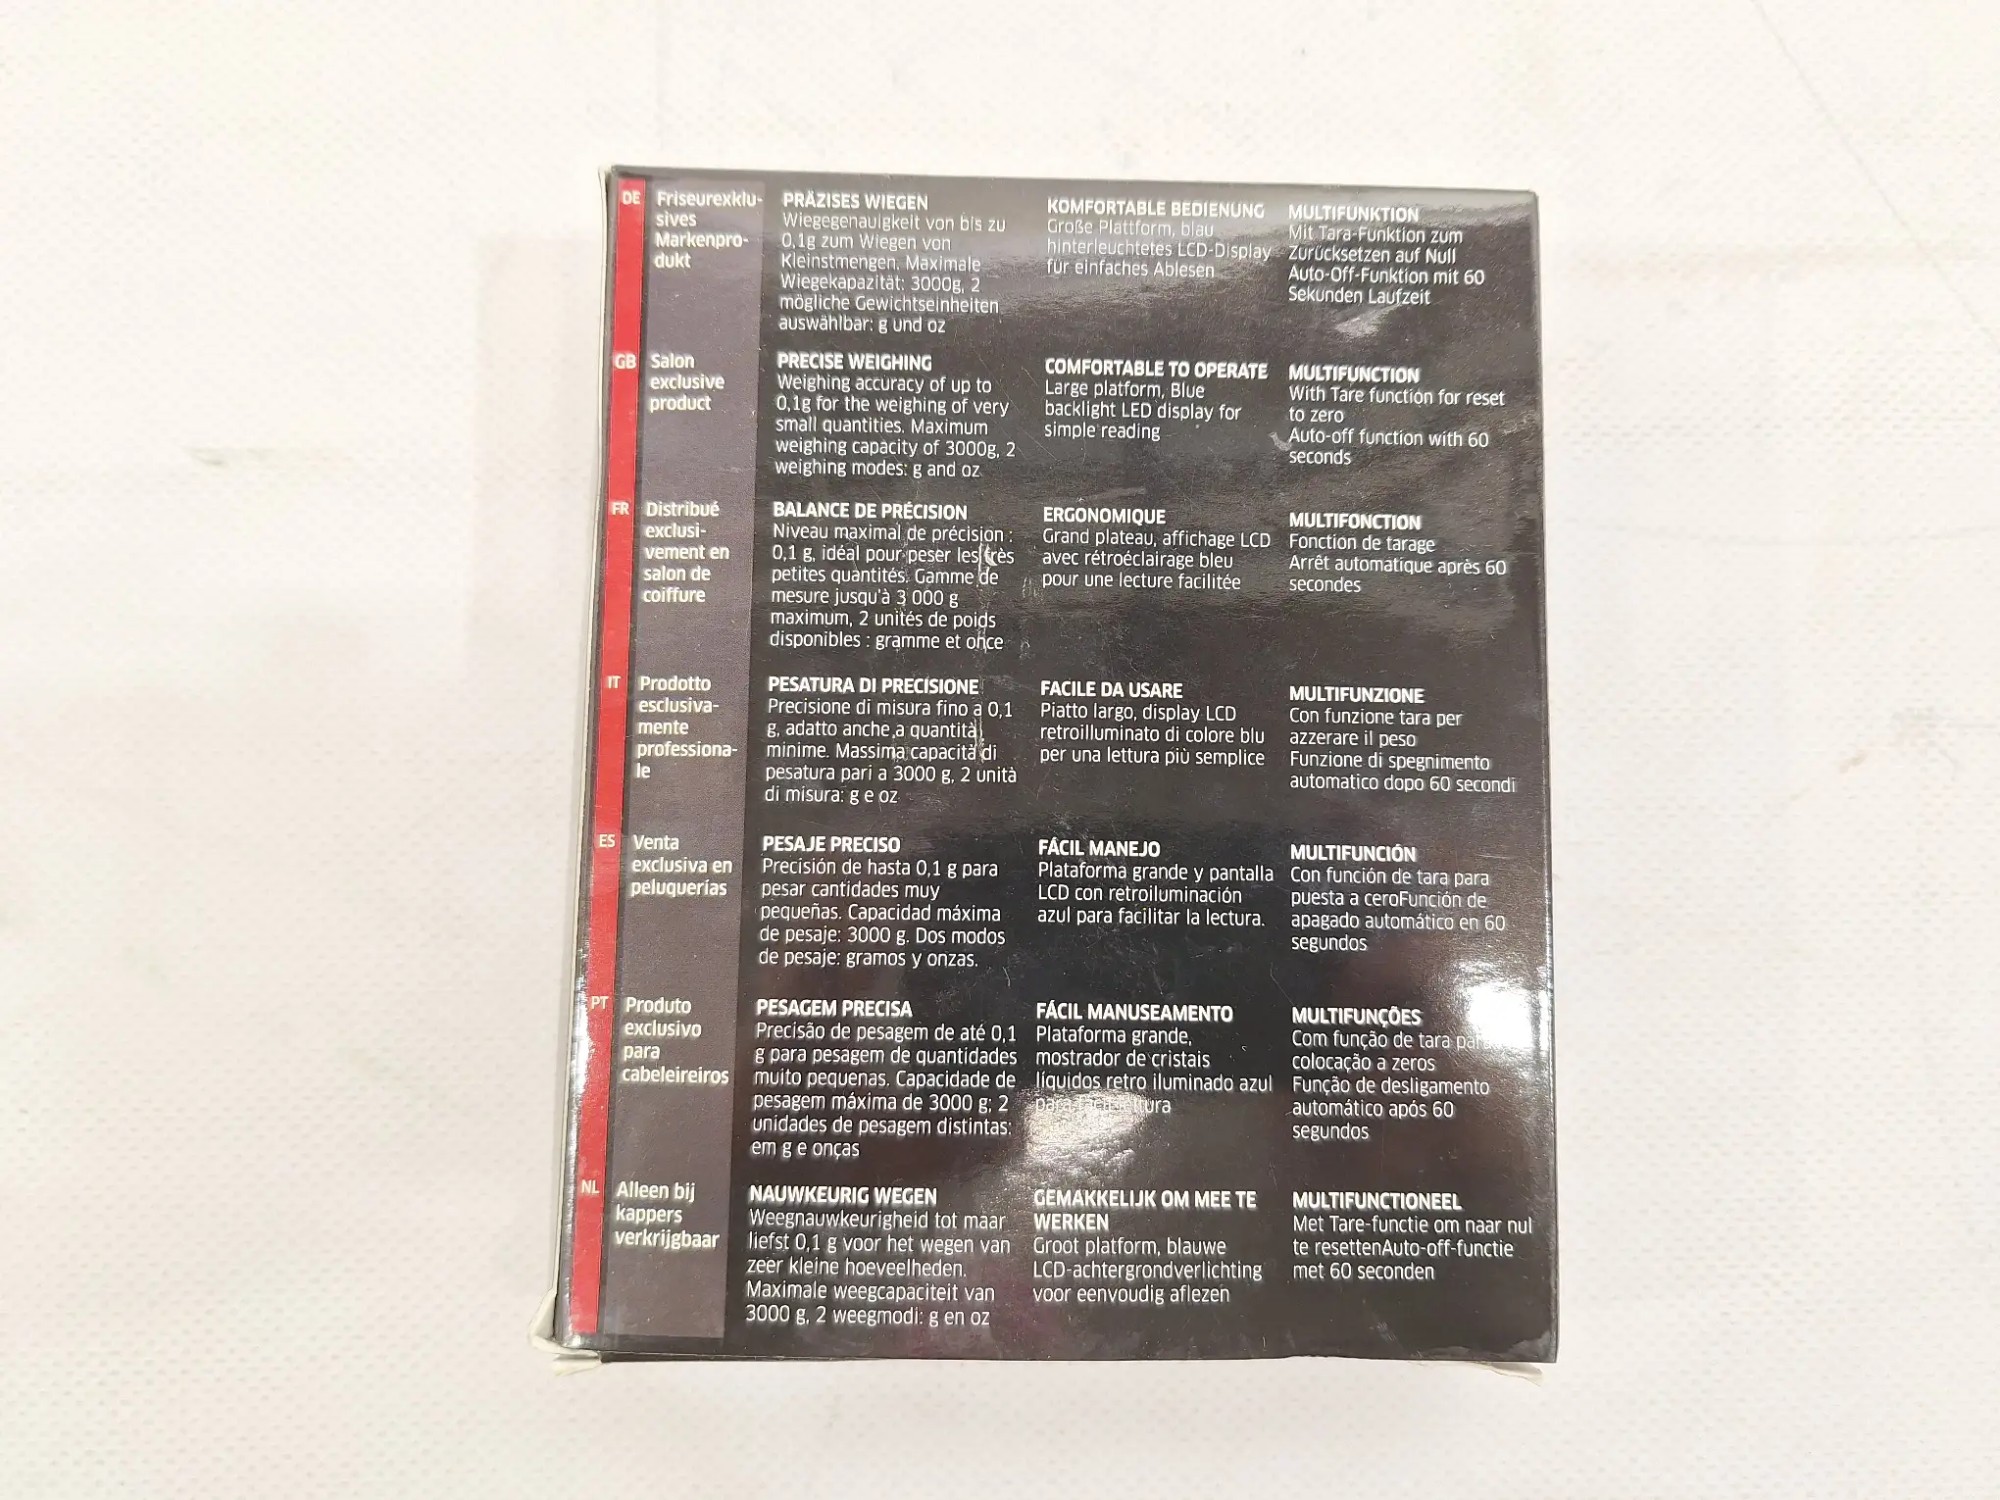 DE
Friseurexklu-
sives
Markenpro-
dukt
PRÄZISES WIEGEN
Wiegegenauigkeit von bis zu
0,1g zum Wiegen von
Kleinstmengen. Maximale
Wiegekapazität: 3000g, 2
mögliche Gewichtseinheiten
auswählbar: g und oz
KOMFORTABLE BEDIENUNG
Große Plattform, blau
hinterleuchtetes LCD-Display
für einfaches Ablesen
MULTIFUNKTION
Mit Tara-Funktion zum
Zurücksetzen auf Null
Auto-Off-Funktion mit 60
Sekunden Laufzeit
GB
Salon
exclusive
product
PRECISE WEIGHING
Weighing accuracy of up to
0,1g for the weighing of very
small quantities. Maximum
weighing capacity of 3000g, 2
weighing modes: g and oz
COMFORTABLE TO OPERATE
Large platform, Blue
backlight LED display for
simple reading
MULTIFUNCTION
With Tare function for reset
to zero
Auto-off function with 60
seconds
FR
Distribué
exclusi-
vement en
salon de
coiffure
BALANCE DE PRÉCISION
Niveau maximal de précision :
0,1 g, idéal pour peser les très
petites quantités. Gamme de
mesure jusqu'à 3 000 g
maximum, 2 unités de poids
disponibles : gramme et once
ERGONOMIQUE
Grand plateau, affichage LCD
avec rétroéclairage bleu
pour une lecture facilitée
MULTIFONCTION
Fonction de tarage
Arrêt automatique après 60
secondes
IT
Prodotto
esclusiva-
mente
professiona-
le
PESATURA DI PRECISIONE
Precisione di misura fino a 0,1
g, adatto anche a quantità
minime. Massima capacità di
pesatura pari a 3000 g, 2 unità
di misura: g e oz
FACILE DA USARE
Piatto largo, display LCD
retroilluminato di colore blu
per una lettura più semplice
MULTIFUNZIONE
Con funzione tara per
azzerare il peso
Funzione di spegnimento
automatico dopo 60 secondi
ES
Venta
exclusiva en
peluquerías
PESAJE PRECISO
Precisión de hasta 0,1 g para
pesar cantidades muy
pequeñas. Capacidad máxima
de pesaje: 3000 g. Dos modos
de pesaje: gramos y onzas.
FÁCIL MANEJO
Plataforma grande y pantalla
LCD con retroiluminación
azul para facilitar la lectura.
MULTIFUNCIÓN
Con función de tara para
puesta a ceroFunción de
apagado automático en 60
segundos
PT
Produto
exclusivo
para
cabeleireiros
PESAGEM PRECISA
Precisão de pesagem de até 0,1
g para pesagem de quantidades
muito pequenas. Capacidade de
pesagem máxima de 3000 g; 2
unidades de pesagem distintas:
em g e onças
FÁCIL MANUSEAMENTO
Plataforma grande,
mostrador de cristais
líquidos retro iluminado azul
para fácil leitura
MULTIFUNÇÕES
Com função de tara para
colocação a zeros
Função de desligamento
automático após 60
segundos
NL
Alleen bij
kappers
verkrijgbaar
NAUWKEURIG WEGEN
Weegnauwkeurigheid tot maar
liefst 0,1 g voor het wegen van
zeer kleine hoeveelheden.
Maximale weegcapaciteit van
3000 g, 2 weegmodi: g en oz
GEMAKKELIJK OM MEE TE
WERKEN
Groot platform, blauwe
LCD-achtergrondverlichting
voor eenvoudig aflezen
MULTIFUNCTIONEEL
Met Tare-functie om naar nul
te resettenAuto-off-functie
met 60 seconden